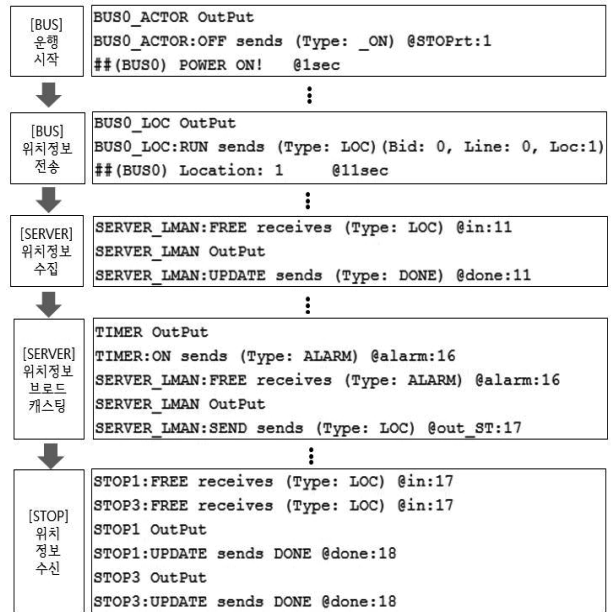 [BUS]
운행
시작
BUS0_ACTOR OutPut
BUS0_ACTOR:OFF sends (Type: _ON) @STOPrt:1
##(BUS0) POWER ON! @1sec
[BUS]
위치정보
전송
BUS0_LOC OutPut
BUS0_LOC:RUN sends (Type: LOC)(Bid: 0, Line: 0, Loc:1)
##(BUS0) Location: 1 @11sec
[SERVER]
위치정보
수집
SERVER_LMAN:FREE receives (Type: LOC) @in:11
SERVER_LMAN OutPut
SERVER_LMAN:UPDATE sends (Type: DONE) @done:11
[SERVER]
위치정보
브로드
캐스팅
TIMER OutPut
TIMER:ON sends (Type: ALARM) @alarm:16
SERVER_LMAN:FREE receives (Type: ALARM) @alarm:16
SERVER_LMAN OutPut
SERVER_LMAN:SEND sends (Type: LOC) @out_ST:17
[STOP]
위치
정보
수신
STOP1:FREE receives (Type: LOC) @in:17
STOP3:FREE receives (Type: LOC) @in:17
STOP1 OutPut
STOP1:UPDATE sends DONE @done:18
STOP3 OutPut
STOP3:UPDATE sends DONE @done:18